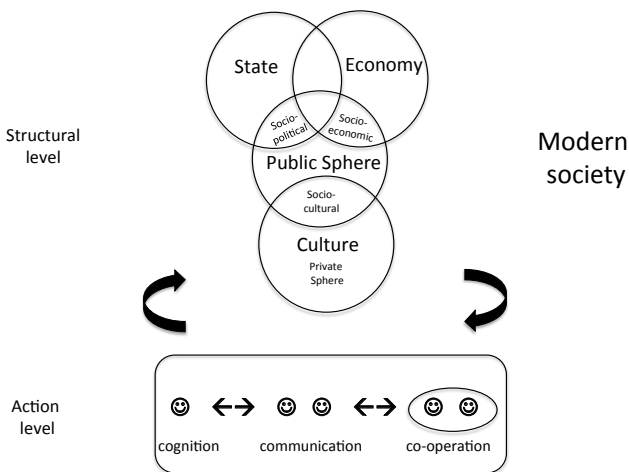 State
Economy
Socio-
political
Socio-
economic
Structural
level
Public Sphere
Modern
society
Socio-
cultural
Culture
Private
Sphere
Action
level
cognition
communication
co-operation